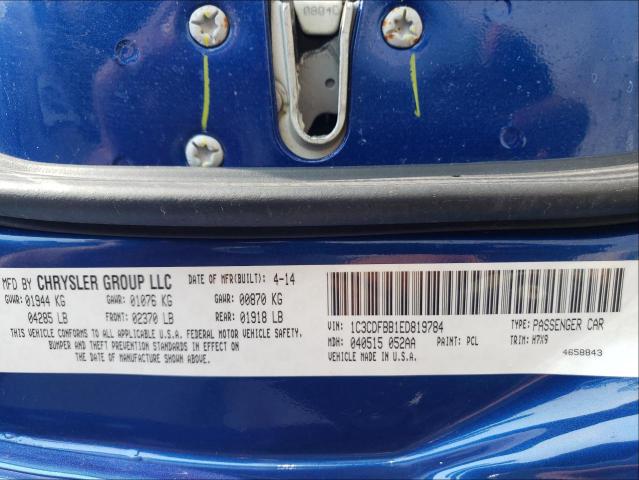 0804C
MFD BY CHRYSLER GROUP LLC DATE OF MFR(BUILT): 4-14
GVWR: 01944 KG GAWR: 01076 KG GAWR: 00870 KG
04285 LB FRONT: 02370 LB REAR: 01918 LB
THIS VEHICLE CONFORMS TO ALL APPLICABLE U.S.A. FEDERAL MOTOR VEHICLE SAFETY,
BUMPER AND THEFT PREVENTION STANDARDS IN EFFECT ON
THE DATE OF MANUFACTURE SHOWN ABOVE.
VIN: 1C3CDFBB1ED819784 TYPE: PASSENGER CAR
MDH: 040515 052AA PAINT: PCL TRIM: H7X9
VEHICLE MADE IN U.S.A. 4658843